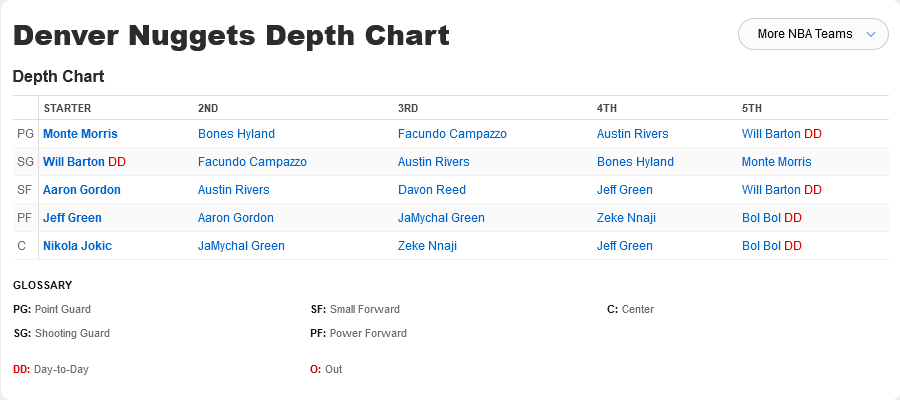 Denver Nuggets Depth Chart
More NBA Teams
Depth Chart
STARTER 2ND 3RD 4TH 5TH
PG Monte Morris Bones Hyland Facundo Campazzo Austin Rivers Will Barton DD
SG Will Barton DD Facundo Campazzo Austin Rivers Bones Hyland Monte Morris
SF Aaron Gordon Austin Rivers Davon Reed Jeff Green Will Barton DD
PF Jeff Green Aaron Gordon JaMychal Green Zeke Nnaji Bol Bol DD
C Nikola Jokic JaMychal Green Zeke Nnaji Jeff Green Bol Bol DD
GLOSSARY
PG: Point Guard SF: Small Forward C: Center
SG: Shooting Guard PF: Power Forward
DD: Day-to-Day O: Out